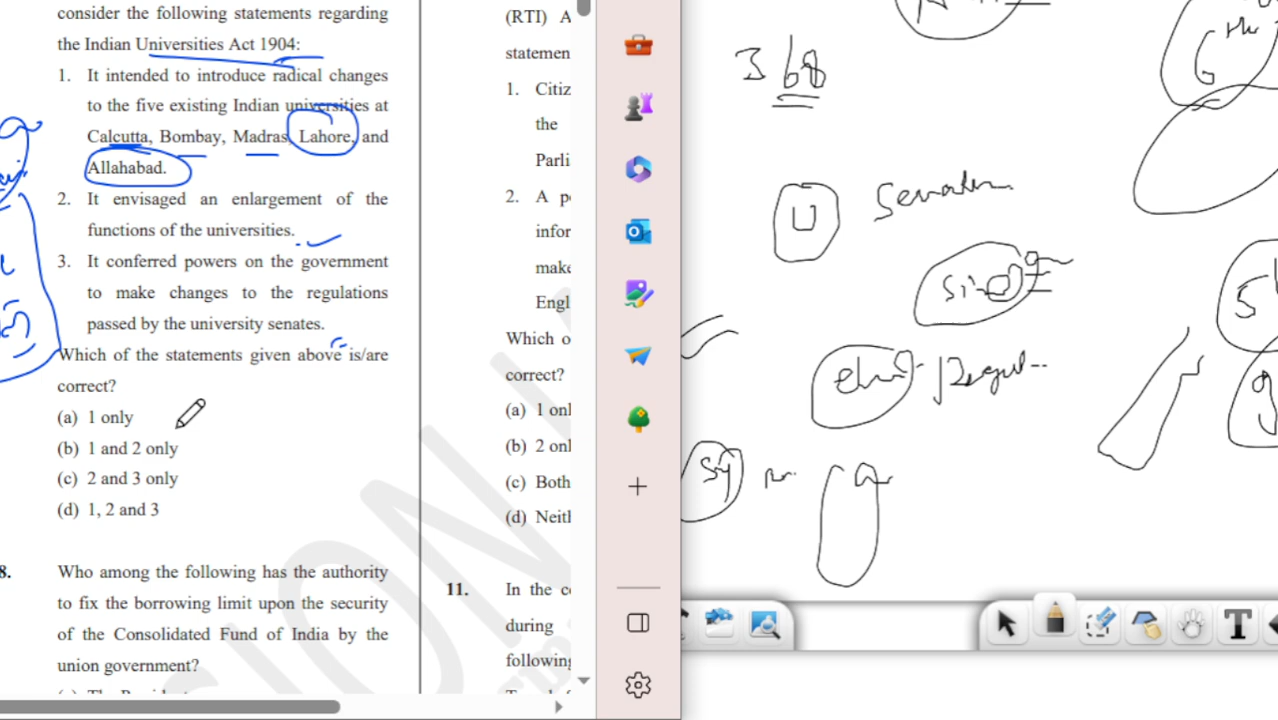 consider the following statements regarding
the Indian Universities Act 1904:
1. It intended to introduce radical changes
to the five existing Indian universities at
Calcutta, Bombay, Madras, Lahore, and
Allahabad.
2. It envisaged an enlargement of the
functions of the universities.
3. It conferred powers on the government
to make changes to the regulations
passed by the university senates.
Which of the statements given above is/are
correct?
(a) 1 only
(b) 1 and 2 only
(c) 2 and 3 only
(d) 1, 2 and 3
8. Who among the following has the authority
to fix the borrowing limit upon the security
of the Consolidated Fund of India by the
union government?
(RTI) A
statemen
1. Citiz
the
Parli
2. A p
infor
make
Engl
Which o
correct?
(a) 1 onl
(b) 2 onl
(c) Both
(d) Neitl
11. In the c
during
following
368
U
6th
T